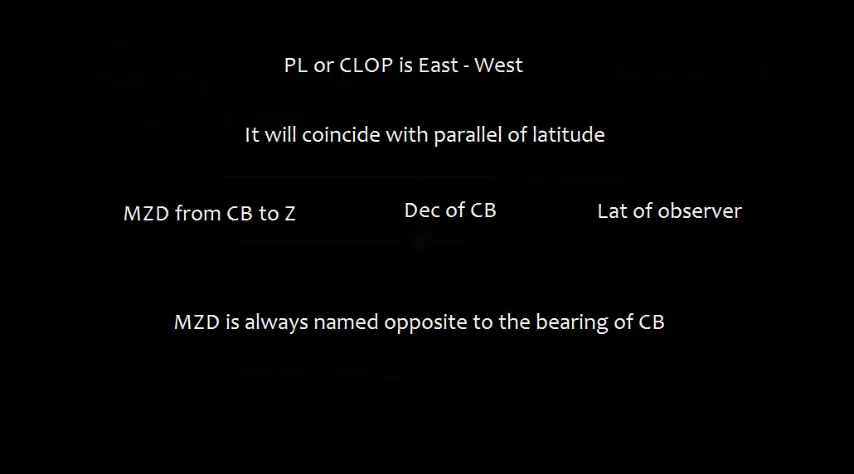 PL or CLOP is East - West
It will coincide with parallel of latitude
MZD from CB to Z
Dec of CB
Lat of observer
MZD is always named opposite to the bearing of CB